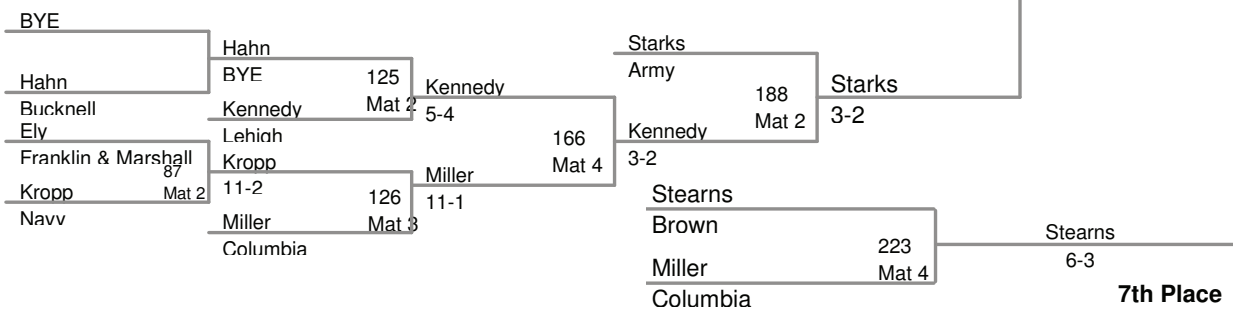 BYE
Hahn
Bucknell
Ely
Franklin & Marshall
87
Mat 2
Kropp
Navy
Hahn
BYE
125
Mat 2
Kennedy
Lehigh
Kropp
11-2
126
Mat 3
Miller
Columbia
Kennedy
5-4
166
Mat 4
Miller
11-1
Starks
Army
188
Mat 2
Kennedy
3-2
Starks
3-2
Stearns
Brown
223
Mat 4
Miller
Columbia
Stearns
6-3
7th Place